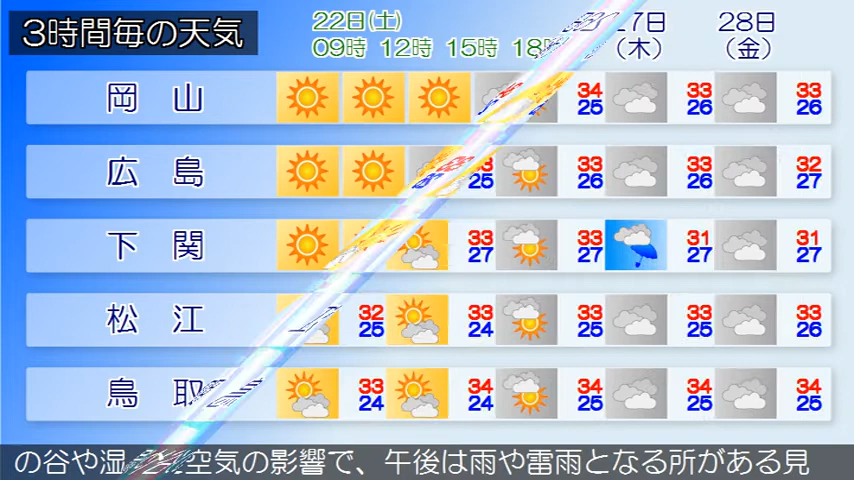 3時間毎の天気
22日(土) 7日 28日
09時 12時 15時 18 (木) (金)
岡 山 34 25 33 26 33 26
広 島 25 33 26 33 26 32 27
下 関 33 27 33 27 31 27 31 27
松 江 32 25 33 24 33 25 33 25 33 26
鳥 取 33 24 34 24 34 25 34 25 34 25
の谷や湿 空気の影響で、午後は雨や雷雨となる所がある見